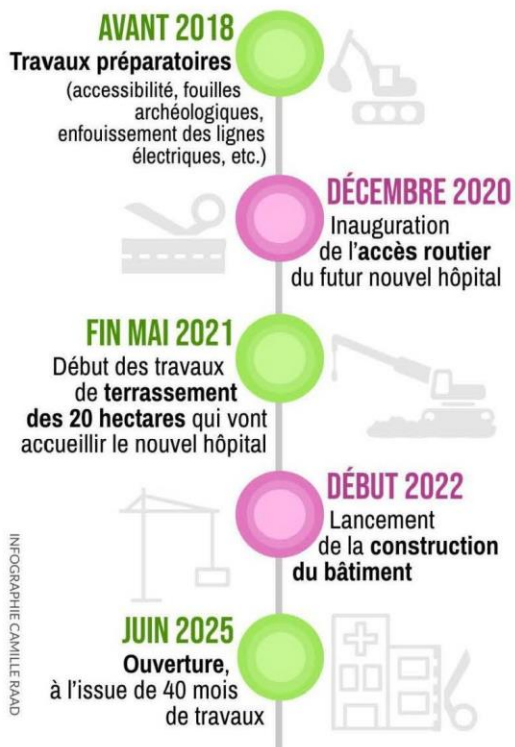 AVANT 2018
Travaux préparatoires
(accessibilité, fouilles
archéologiques,
enfouissement des lignes
électriques, etc.)
DÉCEMBRE 2020
Inauguration
de l'accès routier
du futur nouvel hôpital
FIN MAI 2021
Début des travaux
de terrassement
des 20 hectares qui vont
accueillir le nouvel hôpital
DÉBUT 2022
Lancement
de la construction
du bâtiment
JUIN 2025
Ouverture,
à l'issue de 40 mois
de travaux
INFOGRAPHIE CAMILLE RAAD